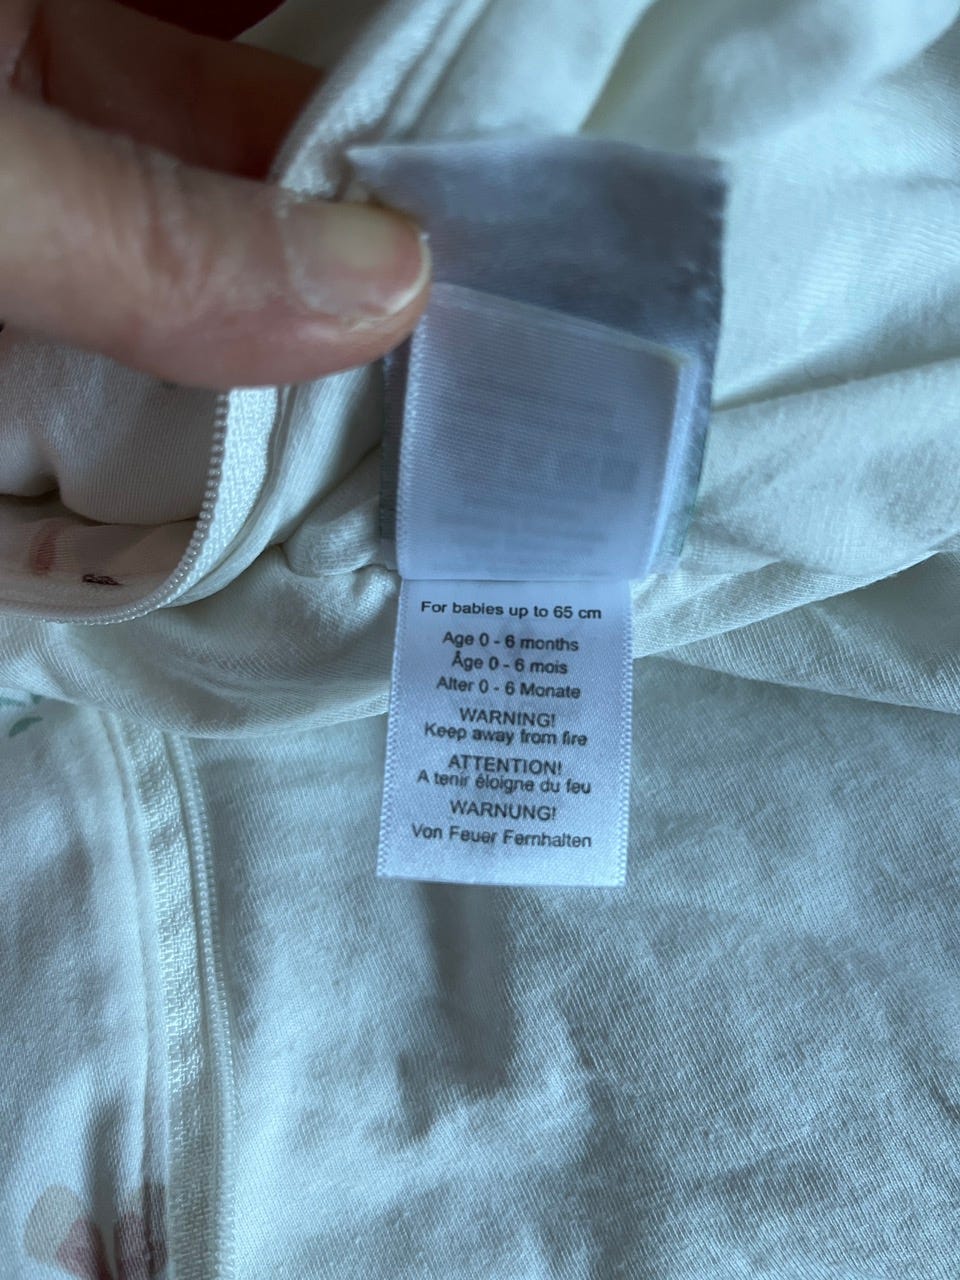 For babies up to 65 cm
Age 0 - 6 months
Âge 0 - 6 mois
Alter 0 - 6 Monate
WARNING!
Keep away from fire
ATTENTION!
A tenir éloigne du feu
WARNUNG!
Von Feuer Fernhalten